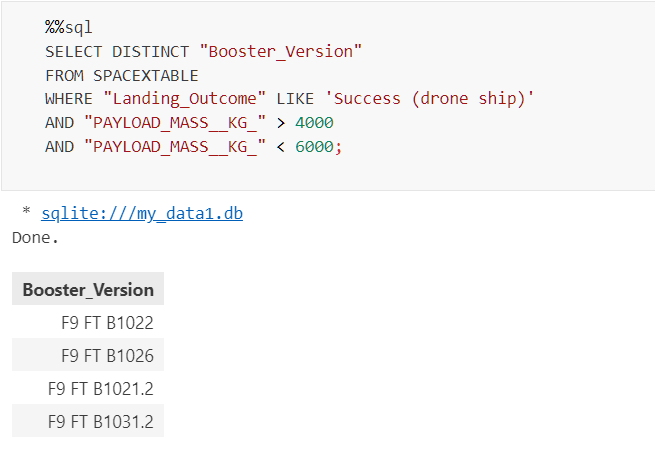 %%sql
SELECT DISTINCT "Booster_Version"
FROM SPACEXTABLE
WHERE "Landing_Outcome" LIKE 'Success (drone ship)'
AND "PAYLOAD_MASS__KG_" > 4000
AND "PAYLOAD_MASS__KG_" < 6000;
* sqlite:///my_data1.db
Done.
Booster_Version
F9 FT B1022
F9 FT B1026
F9 FT B1021.2
F9 FT B1031.2